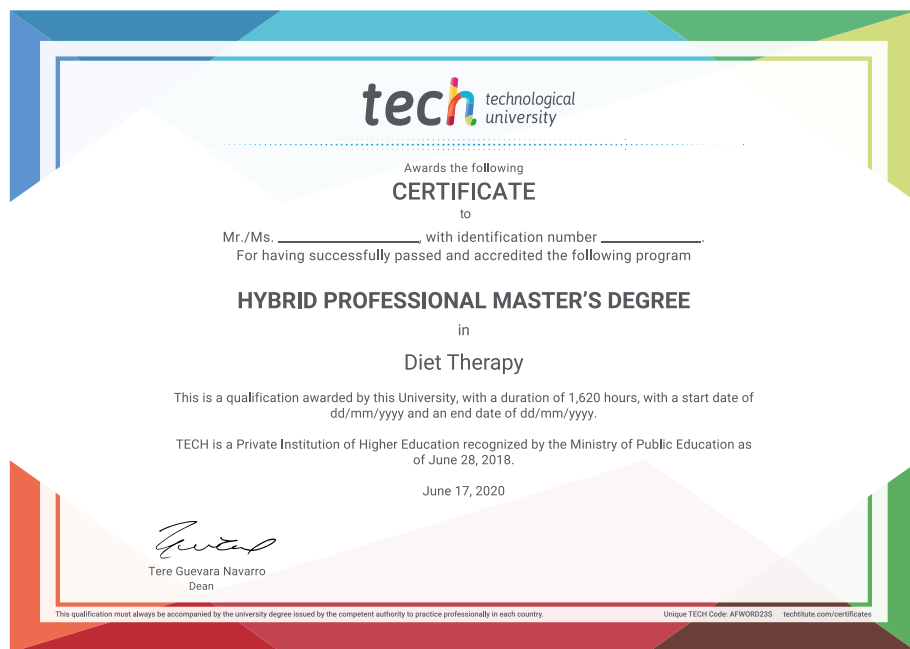 tech technological
university
Awards the following
CERTIFICATE
to
Mr./Ms. ____________, with identification number ____________.
For having successfully passed and accredited the following program
HYBRID PROFESSIONAL MASTER'S DEGREE
in
Diet Therapy
This is a qualification awarded by this University, with a duration of 1,620 hours, with a start date of
dd/mm/yyyy and an end date of dd/mm/yyyy.
TECH is a Private Institution of Higher Education recognized by the Ministry of Public Education as
of June 28, 2018.
June 17, 2020
Tere Guevara Navarro
Dean
This qualification must always be accompanied by the university degree issued by the competent authority to practice professionally in each country.
Unique TECH Code: AFWORD23S techtitute.com/certificates